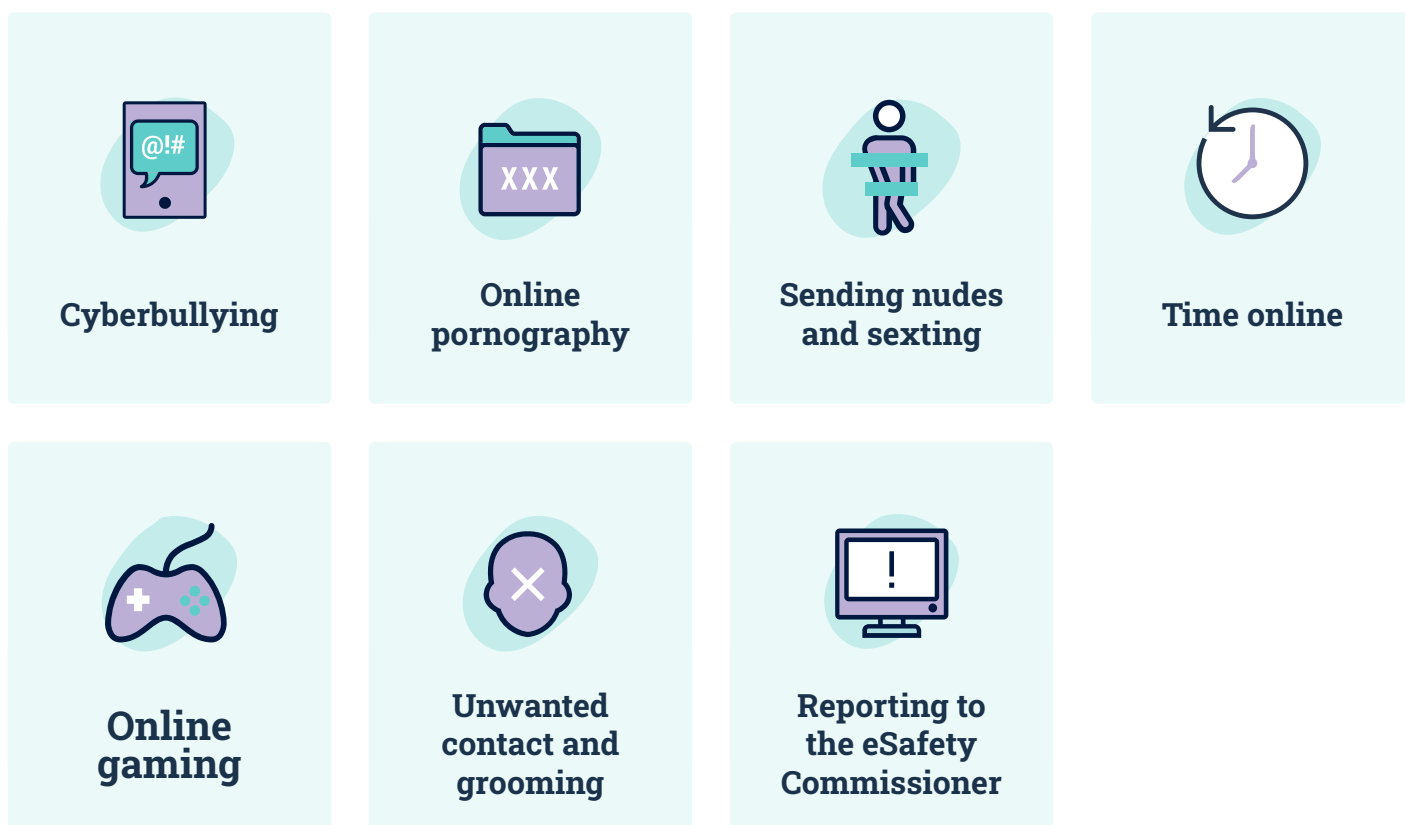 @!#
Cyberbullying
XXX
Online
pornography
Sending nudes
and sexting
Time online
Online
gaming
Unwanted
contact and
grooming
!
Reporting to
the eSafety
Commissioner